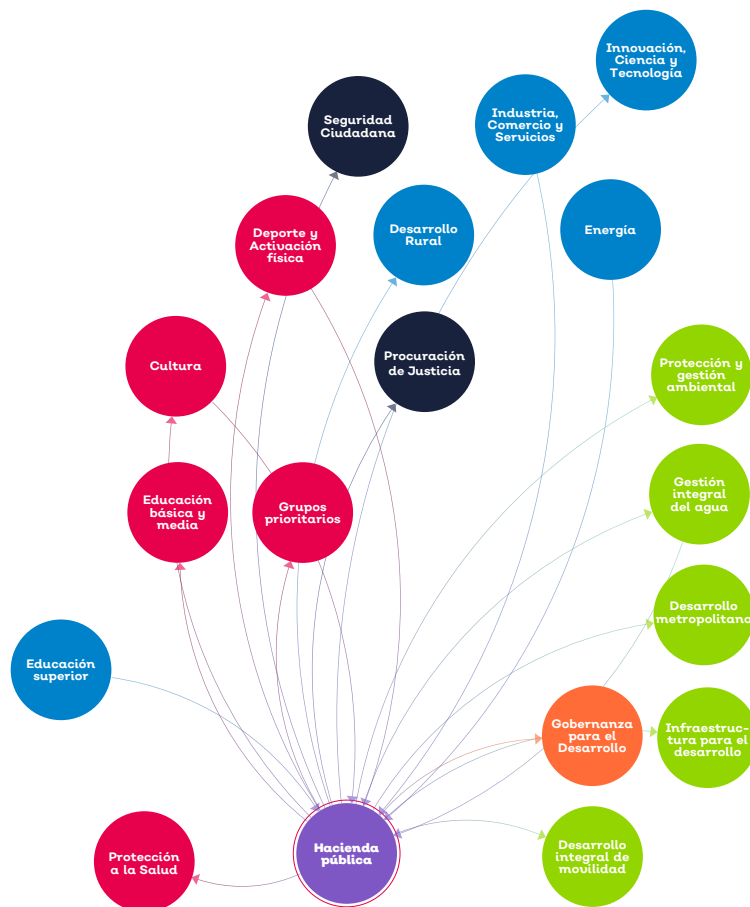 Innovación,
Ciencia y
Tecnología
Seguridad
Ciudadana
Industria,
Comercio y
Servicios
Deporte y
Activación
física
Desarrollo
Rural
Energía
Cultura
Procuración
de Justicia
Protección y
gestión
ambiental
Educación
básica y
media
Grupos
prioritarios
Gestión
integral
del agua
Desarrollo
metropolitano
Educación
superior
Gobernanza
para el
Desarrollo
Infraestruc-
tura para el
desarrollo
Hacienda
pública
Protección
a la Salud
Desarrollo
integral de
movilidad